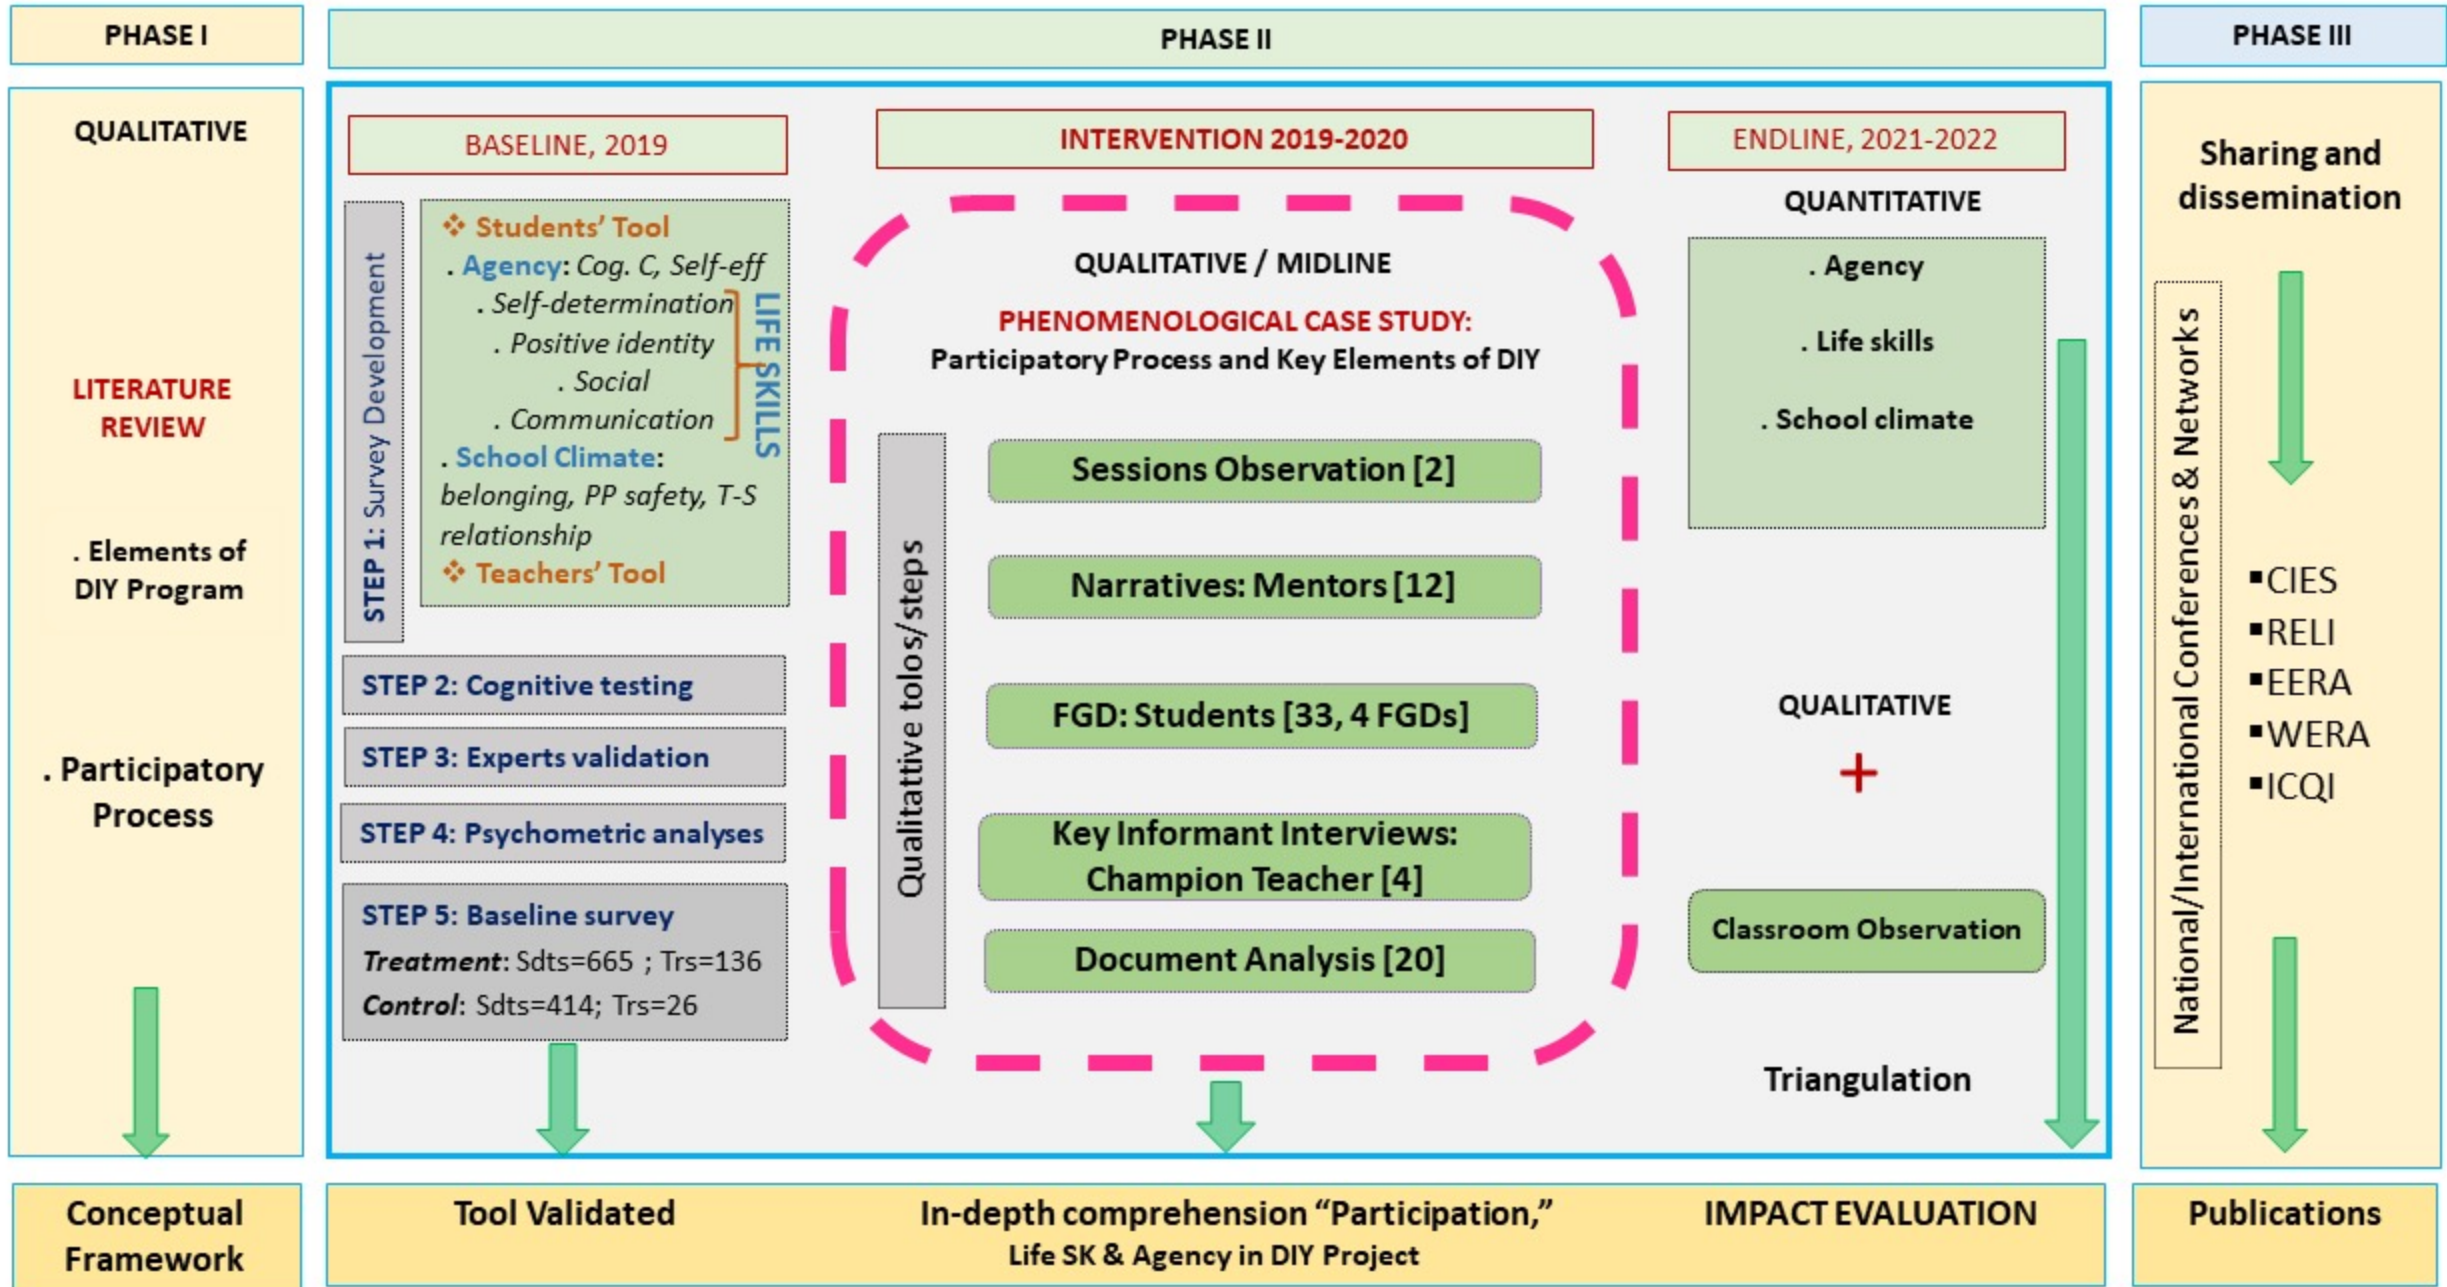 PHASE I
PHASE II
PHASE III
QUALITATIVE
LITERATURE
REVIEW
. Elements of
DIY Program
. Participatory
Process
BASELINE, 2019
STEP 1: Survey Development
❖ Students’ Tool
. Agency: Cog. C, Self-eff
. Self-determination
. Positive identity
. Social
. Communication
LIFE SKILLS
. School Climate:
belonging, PP safety, T-S
relationship
❖ Teachers’ Tool
STEP 2: Cognitive testing
STEP 3: Experts validation
STEP 4: Psychometric analyses
STEP 5: Baseline survey
Treatment: Sdts=665 ; Trs=136
Control: Sdts=414; Trs=26
INTERVENTION 2019-2020
QUALITATIVE / MIDLINE
PHENOMENOLOGICAL CASE STUDY:
Participatory Process and Key Elements of DIY
Qualitative tolos/steps
Sessions Observation [2]
Narratives: Mentors [12]
FGD: Students [33, 4 FGDs]
Key Informant Interviews:
Champion Teacher [4]
Document Analysis [20]
ENDLINE, 2021-2022
QUANTITATIVE
. Agency
. Life skills
. School climate
QUALITATIVE
+
Classroom Observation
Triangulation
Sharing and
dissemination
National/International Conferences & Networks
▪CIES
▪RELI
▪EERA
▪WERA
▪ICQI
Conceptual
Framework
Tool Validated
In-depth comprehension “Participation,”
Life SK & Agency in DIY Project
IMPACT EVALUATION
Publications